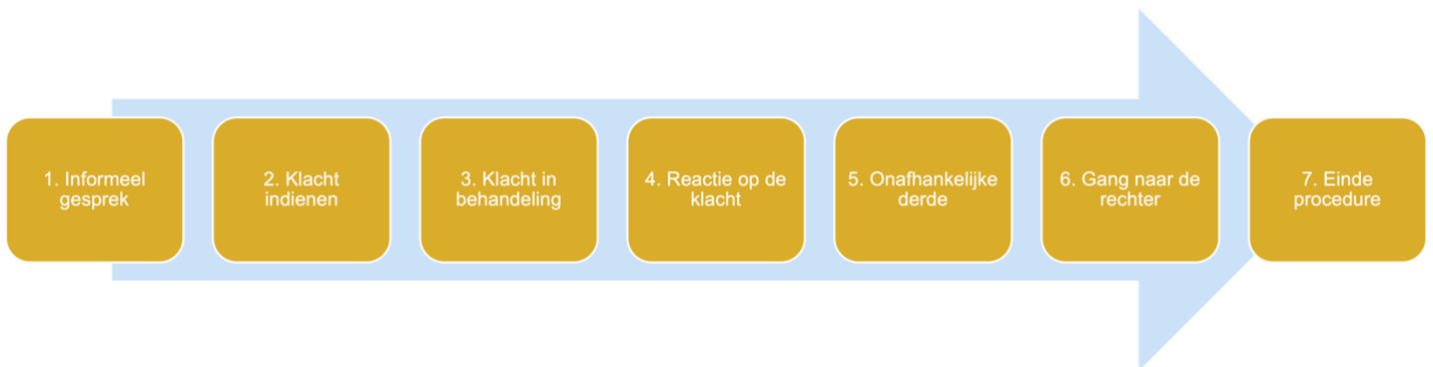 1. Informeel
gesprek
2. Klacht
indienen
3. Klacht in
behandeling
4. Reactie op de
klacht
5. Onafhankelijke
derde
6. Gang naar de
rechter
7. Einde
procedure